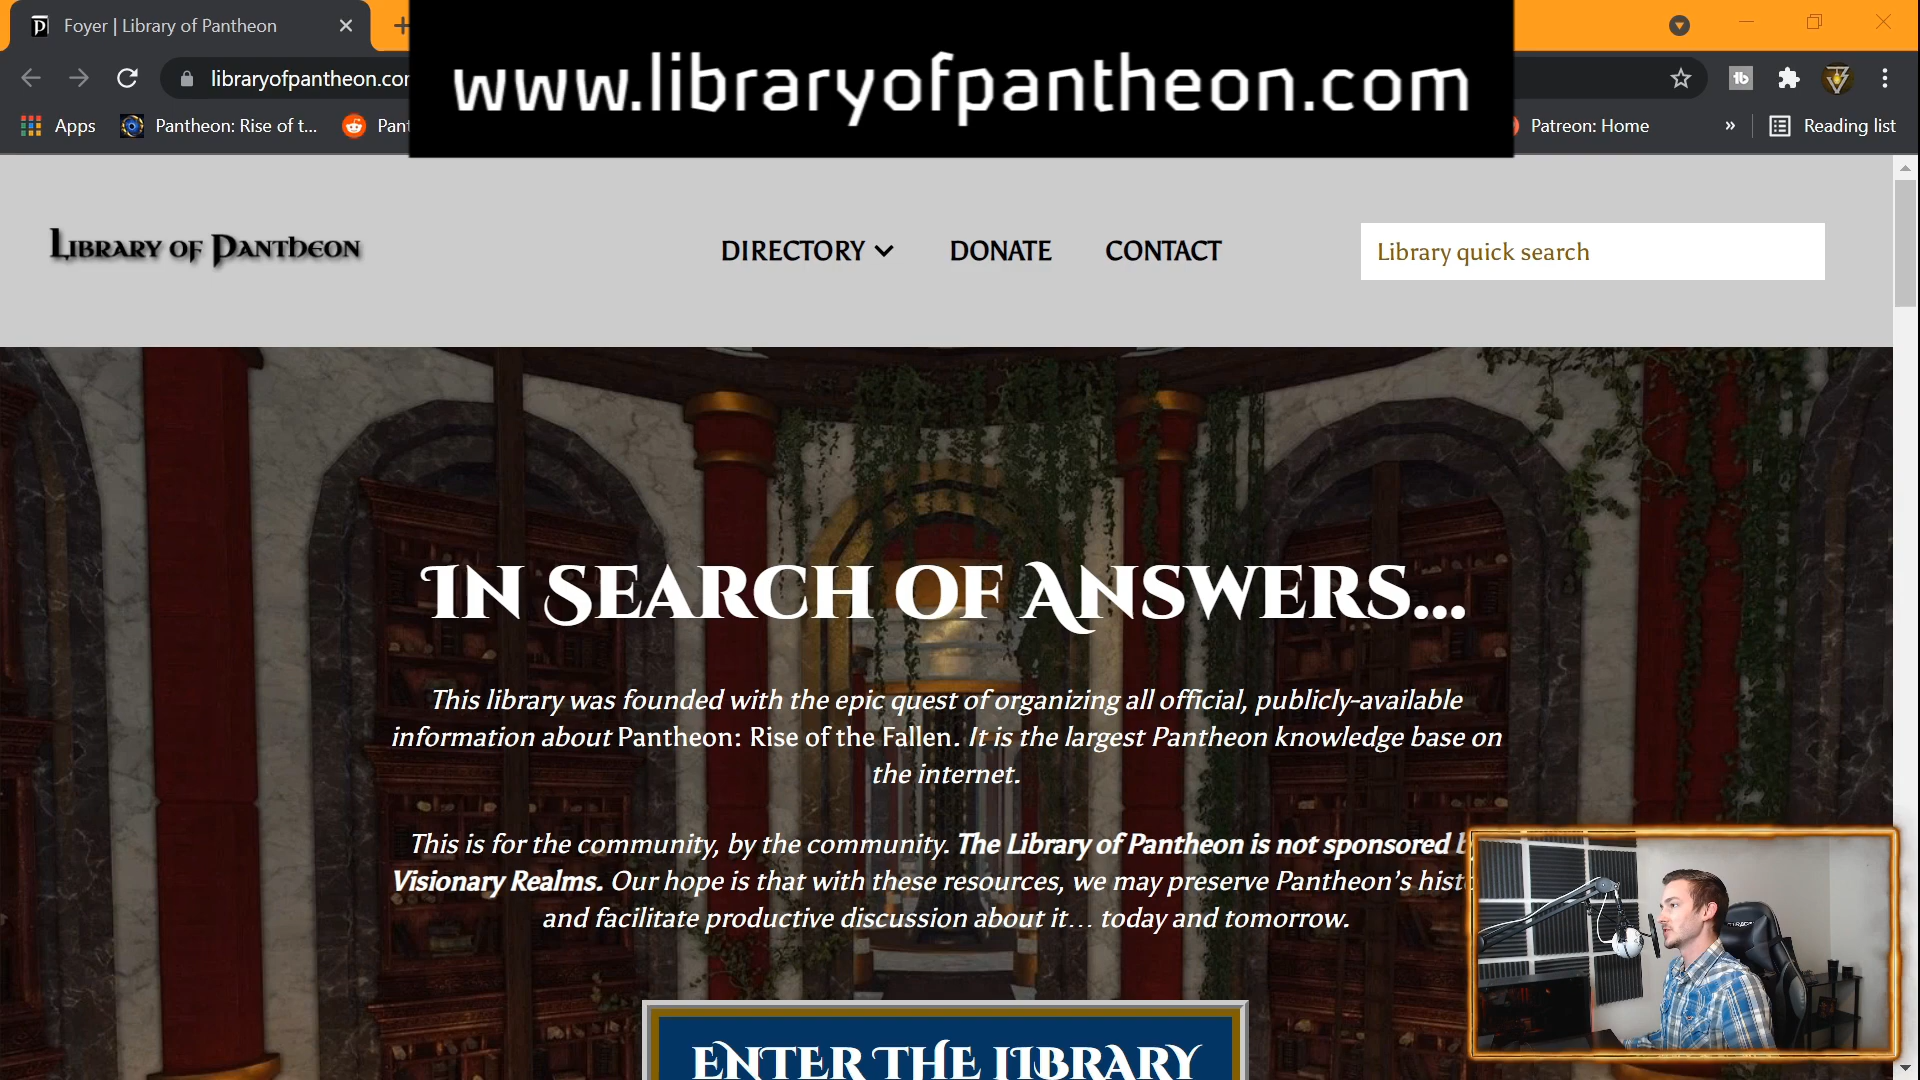 Foyer | Library of Pantheon
www.libraryofpantheon.com
libraryofpantheon.co
Apps
Pantheon: Rise of t...
Patreon: Home
»
Reading list
Library of Pantheon
DIRECTORY
DONATE
CONTACT
Library quick search
In Search of Answers...
This library was founded with the epic quest of organizing all official, publicly-available
information about Pantheon: Rise of the Fallen. It is the largest Pantheon knowledge base on
the internet.
This is for the community, by the community. The Library of Pantheon is not sponsored
Visionary Realms. Our hope is that with these resources, we may preserve Pantheon's
and facilitate productive discussion about it... today and tomorrow.
Enter the Library